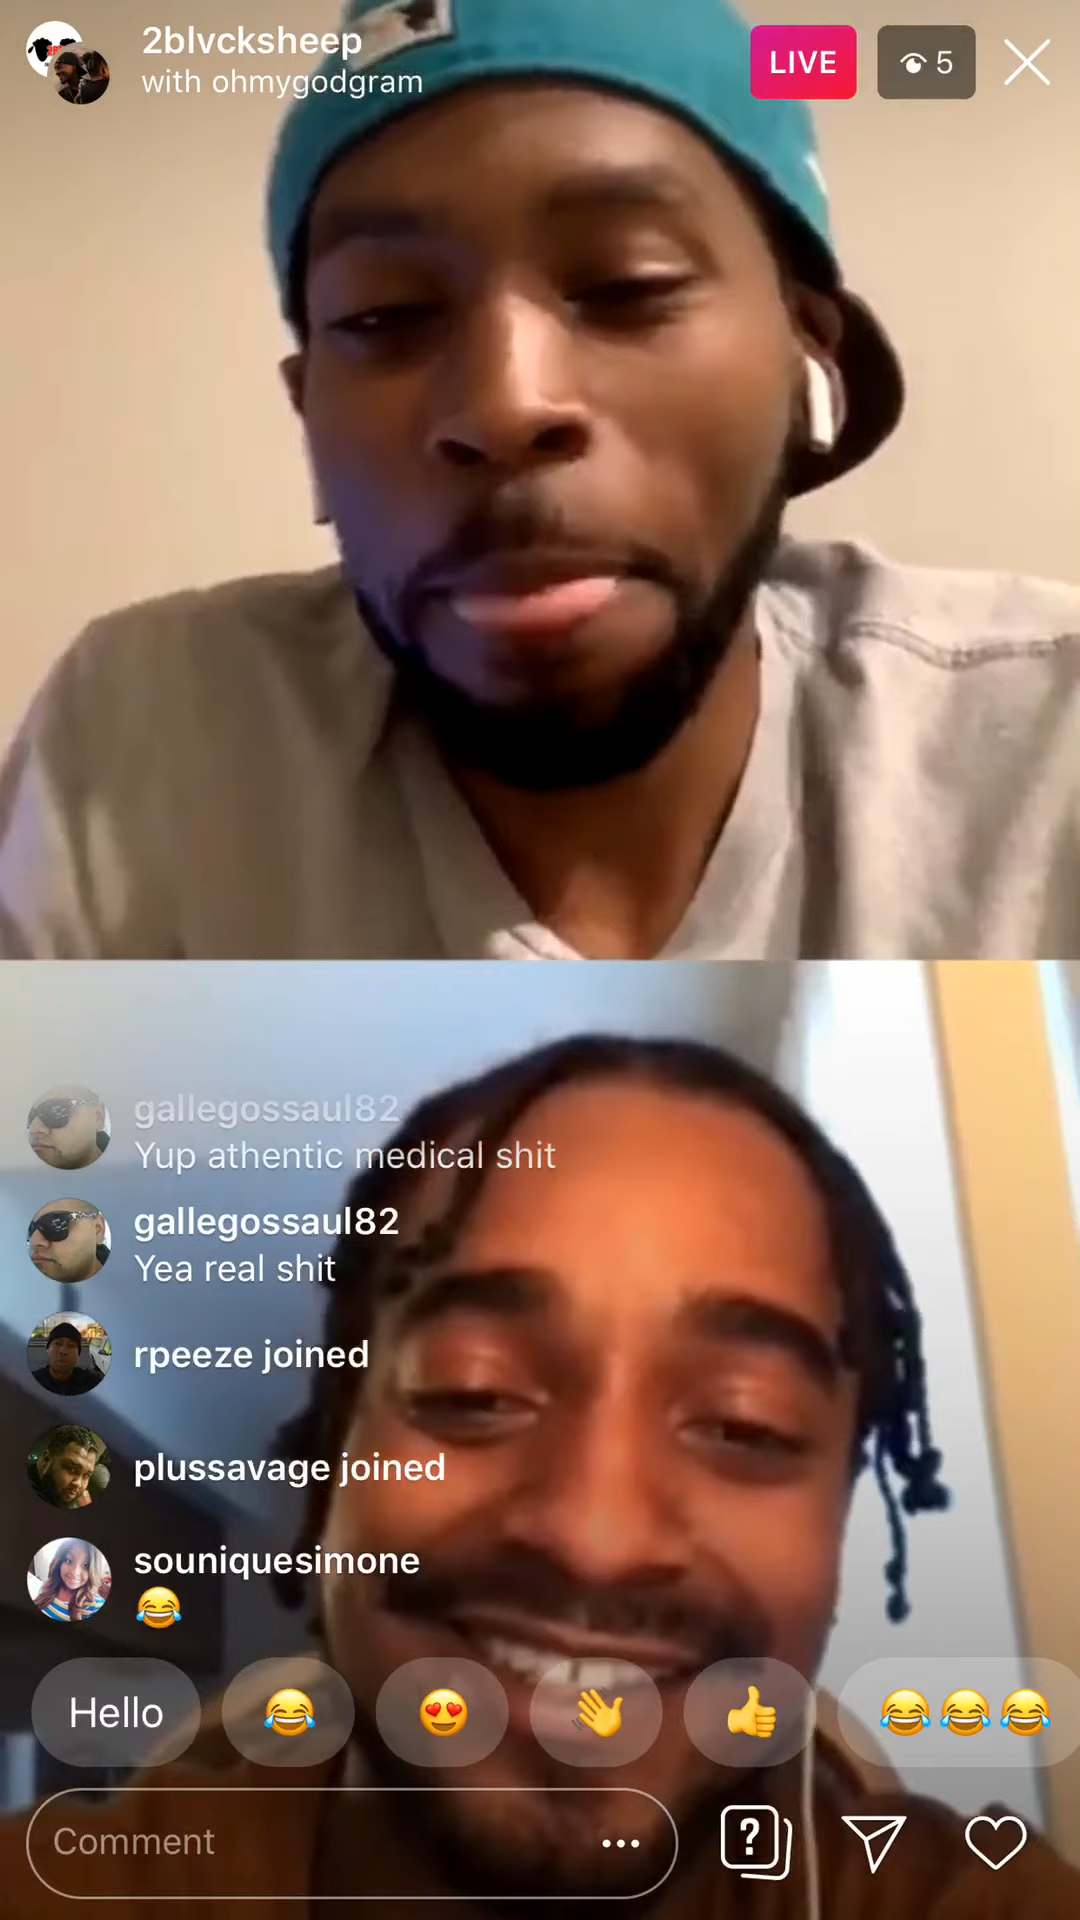 2blvcksheep
with ohmygodgram
LIVE
5
gallegossaul82
Yup athentic medical shit
gallegossaul82
Yea real shit
rpeeze joined
plussavage joined
souniquesimone
😂
Hello 😂 😍 👋 👍 😂😂😂
Comment